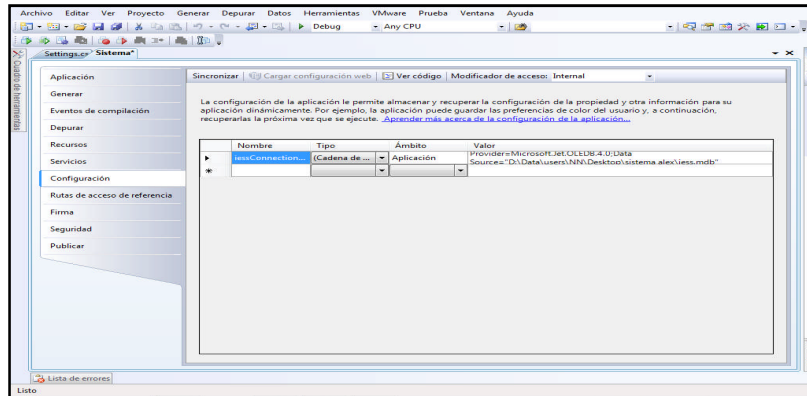 Archivo Editar Ver Proyecto Generar Depurar Datos Herramientas VMware Prueba Ventana Ayuda
Debug Any CPU
Settings.cs* Sistema*
Cuadro de herramientas
Aplicación
Generar
Eventos de compilación
Depurar
Recursos
Servicios
Configuración
Rutas de acceso de referencia
Firma
Seguridad
Publicar
Sincronizar Cargar configuración web Ver código Modificador de acceso: Internal
La configuración de la aplicación le permite almacenar y recuperar la configuración de la propiedad y otra información para su
aplicación dinámicamente. Por ejemplo, la aplicación puede guardar las preferencias de color del usuario y, a continuación,
recuperarlas la próxima vez que se ejecute. Aprender más acerca de la configuración de la aplicación...
Nombre Tipo Ámbito Valor
iessConnection... (Cadena de ... Aplicación Provider=Microsoft.Jet.OLEDB.4.0;Data
Source="D:\Data\users\NN\Desktop\sistema alex\iess.mdb"
Lista de errores
Listo